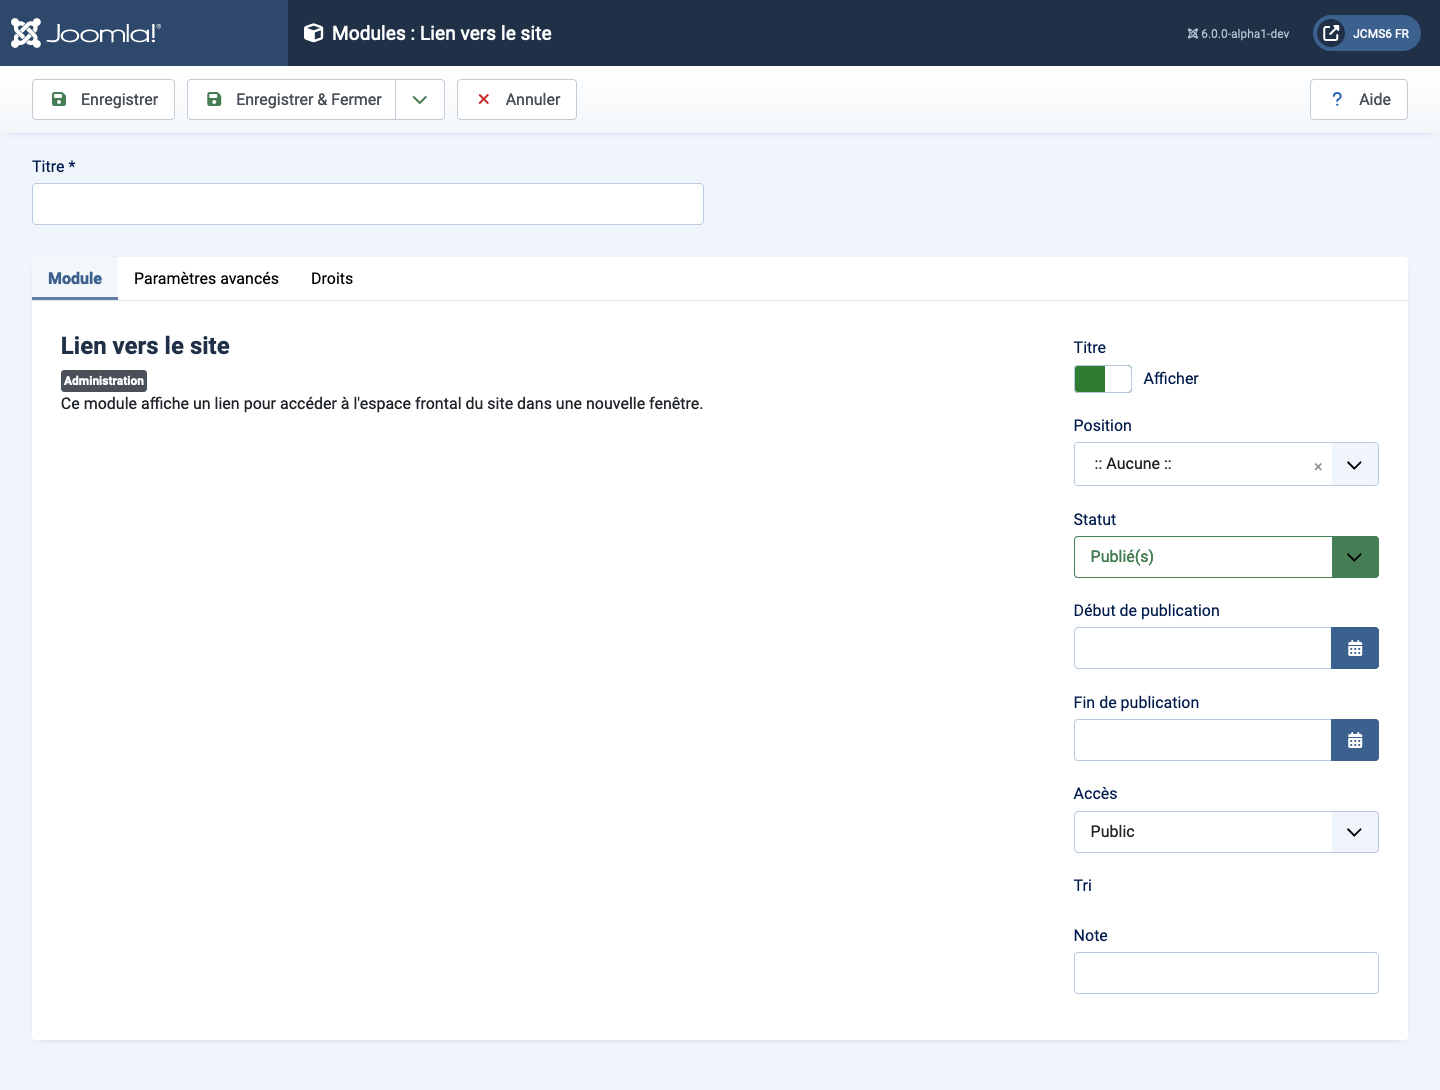 Joomla!®
Modules : Lien vers le site
6.0.0-alpha1-dev
JCMS6 FR
Enregistrer
Enregistrer & Fermer
Annuler
? Aide
Titre *
Module
Paramètres avancés
Droits
Lien vers le site
Administration
Ce module affiche un lien pour accéder à l'espace frontal du site dans une nouvelle fenêtre.
Titre
Afficher
Position
:: Aucune ::
×
Statut
Publié(s)
Début de publication
Fin de publication
Accès
Public
Tri
Note